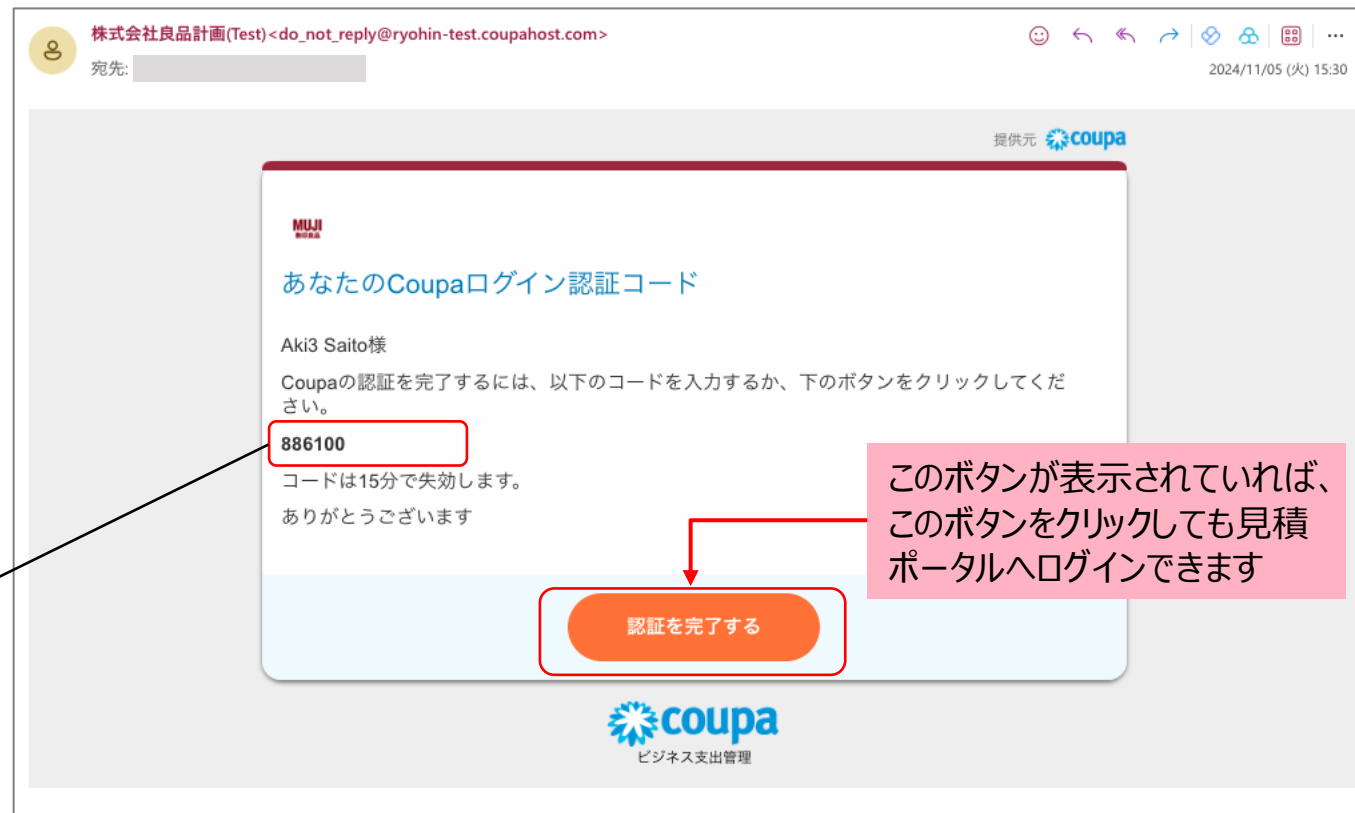 株式会社良品計画(Test)<do_not_reply@ryohin-test.coupahost.com>
宛先:
2024/11/05 (火) 15:30
提供元 coupa
MUJI
無印良品
あなたのCoupaログイン認証コード
Aki3 Saito様
Coupaの認証を完了するには、以下のコードを入力するか、下のボタンをクリックしてくだ
さい。
886100
コードは15分で失効します。
ありがとうございます
このボタンが表示されていれば、
このボタンをクリックしても見積
ポータルへログインできます
認証を完了する
coupa
ビジネス支出管理